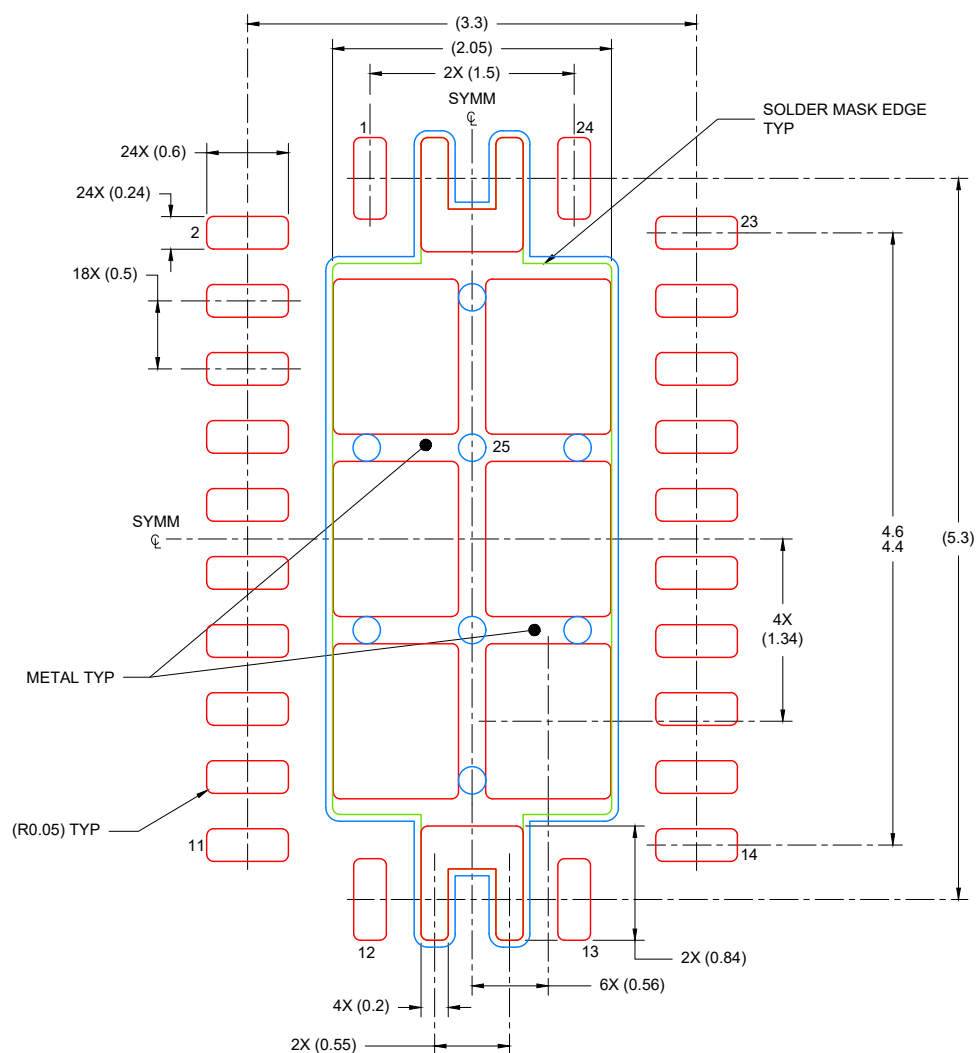 (3.3)
(2.05)
2X (1.5)
SYMM
℄
SOLDER MASK EDGE
TYP
1
24
24X (0.6)
24X (0.24)
2
23
18X (0.5)
25
SYMM
℄
4.6
4.4
(5.3)
4X
(1.34)
METAL TYP
(R0.05) TYP
11
14
12
13
2X (0.84)
6X (0.56)
4X (0.2)
2X (0.55)